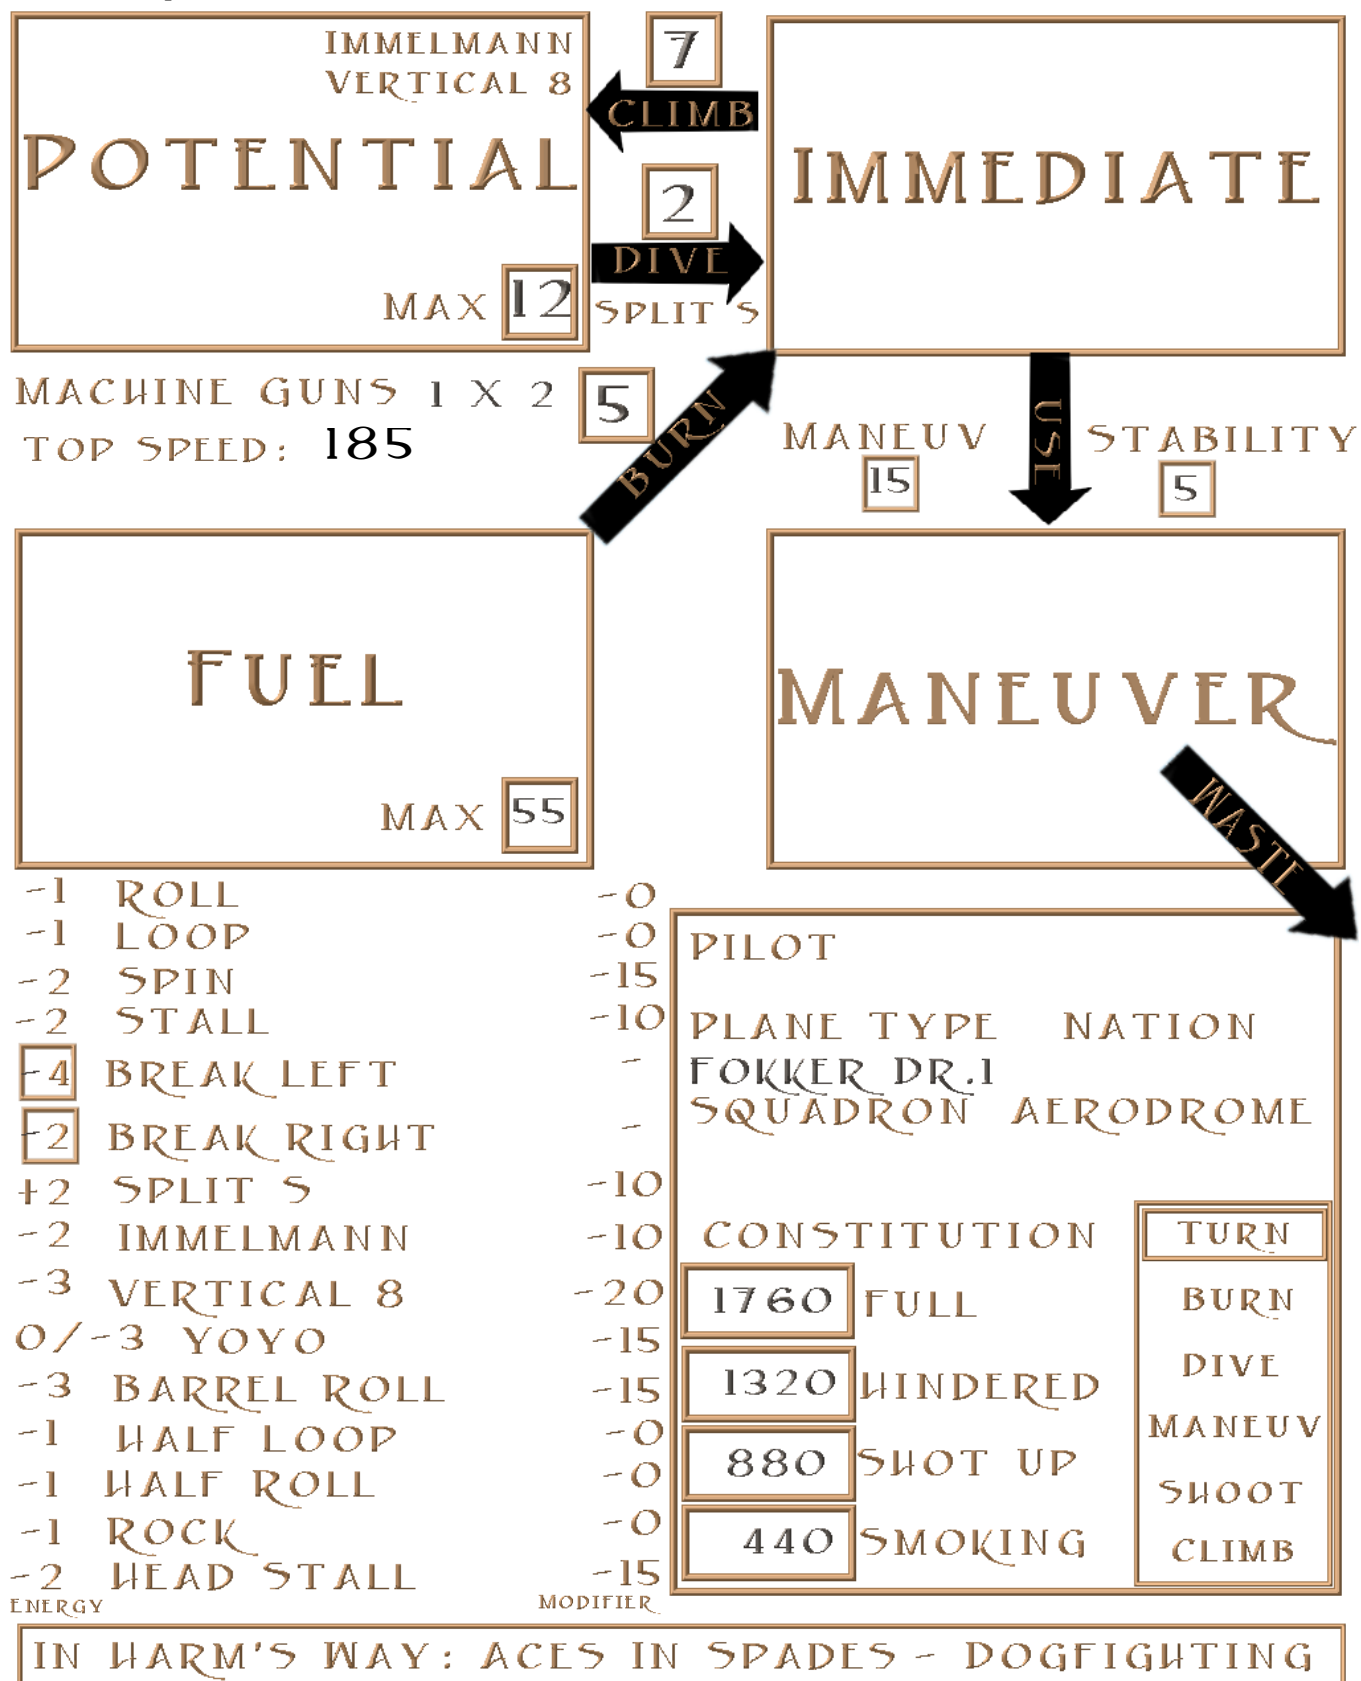 IMMELMANN
VERTICAL 8
POTENTIAL
MAX 12
7
CLIMB
2
DIVE
SPLIT S
IMMEDIATE
MACHINE GUNS 1 X 2 5
TOP SPEED: 185
BURN
USE
MANEUV
15
STABILITY
5
FUEL
MAX 55
MANEUVER
WASTE
-1 ROLL -0
-1 LOOP -0
-2 SPIN -15
-2 STALL -10
-4 BREAK LEFT -
-2 BREAK RIGHT -
+2 SPLIT S -10
-2 IMMELMANN -10
-3 VERTICAL 8 -20
0/-3 YOYO -15
-3 BARREL ROLL -15
-1 HALF LOOP -0
-1 HALF ROLL -0
-1 ROCK -0
-2 HEAD STALL -15
ENERGY MODIFIER
PILOT
PLANE TYPE NATION
FOKKER DR.1
SQUADRON AERODROME
CONSTITUTION
1760 FULL
1320 HINDERED
880 SHOT UP
440 SMOKING
TURN
BURN
DIVE
MANEUV
SHOOT
CLIMB
IN HARM'S WAY: ACES IN SPADES - DOGFIGHTING